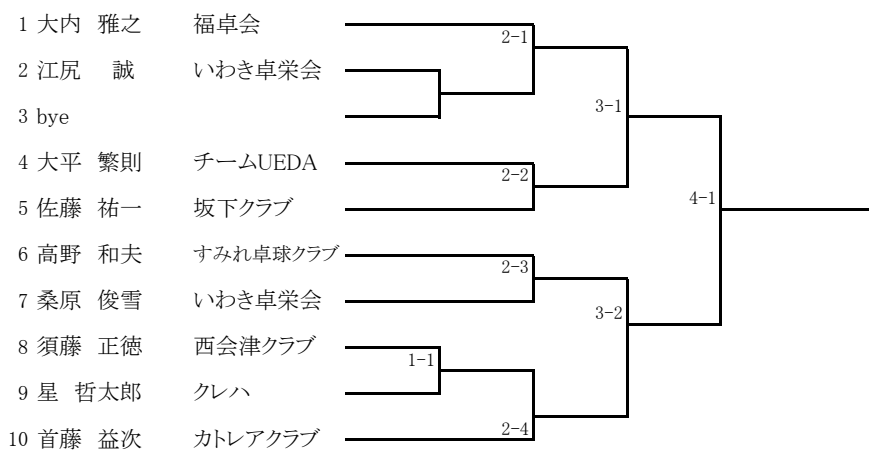 1 大内 雅之 福卓会
2-1
2 江尻 誠 いわき卓栄会
3-1
3 bye
4 大平 繁則 チームUEDA
2-2
4-1
5 佐藤 祐一 坂下クラブ
6 高野 和夫 すみれ卓球クラブ
2-3
7 桑原 俊雪 いわき卓栄会
3-2
8 須藤 正徳 西会津クラブ
1-1
9 星 哲太郎 クレハ
2-4
10 首藤 益次 カトレアクラブ